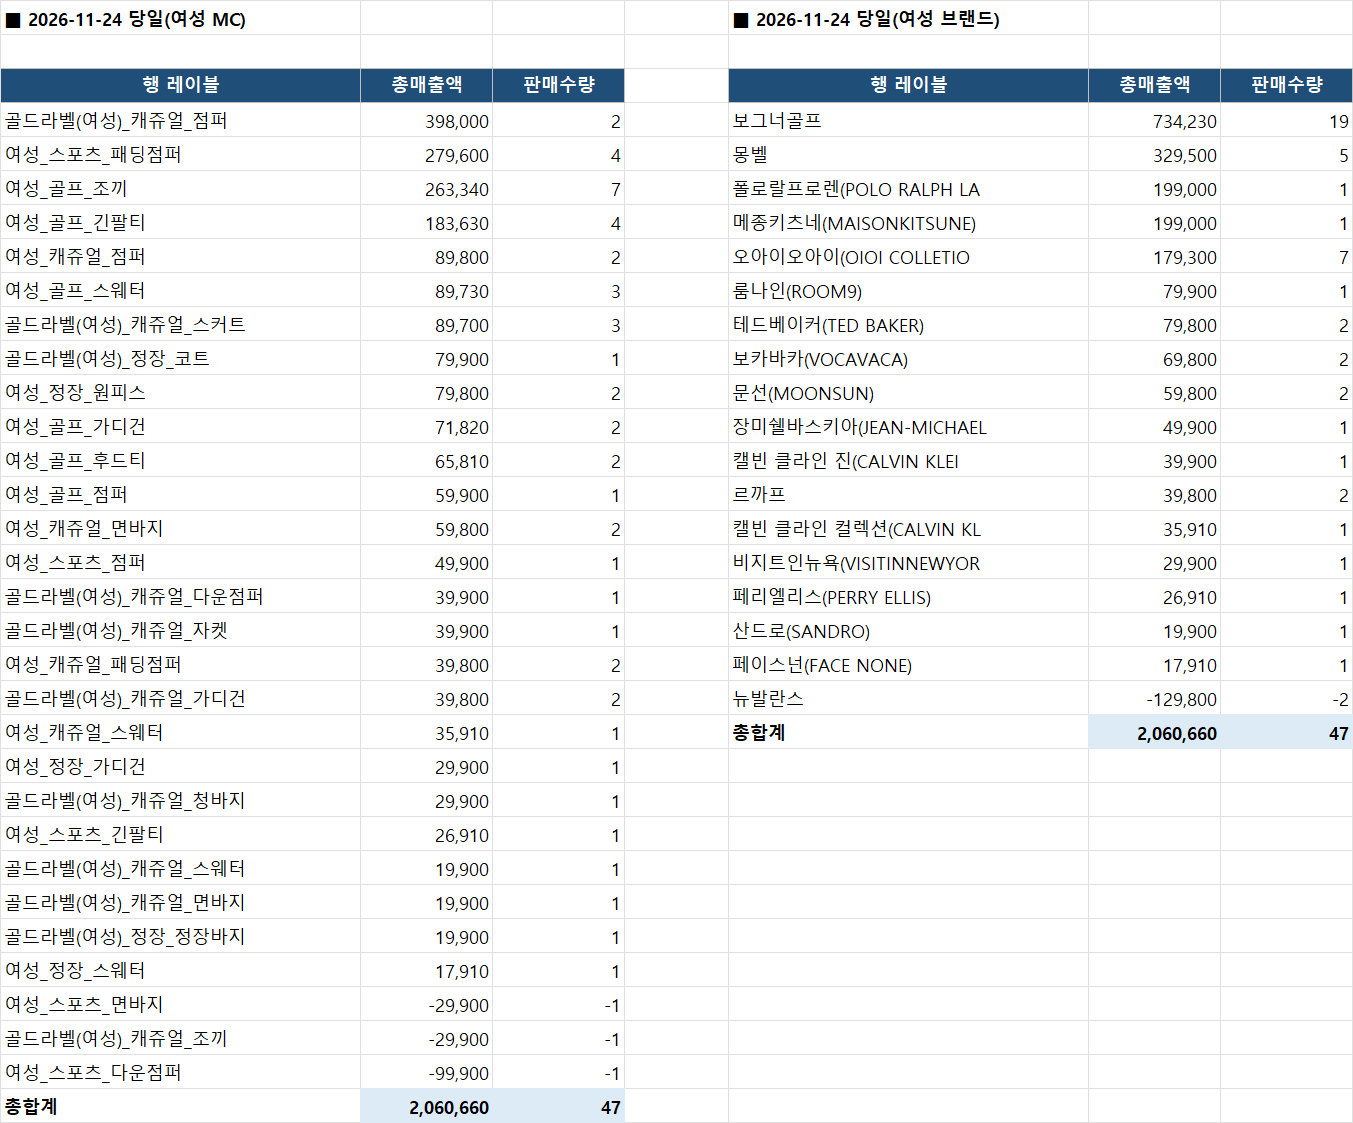 ■ 2026-11-24 당일(여성 MC)
행 레이블 총매출액 판매수량
골드라벨(여성)_캐쥬얼_점퍼 398,000 2
여성_스포츠_패딩점퍼 279,600 4
여성_골프_조끼 263,340 7
여성_골프_긴팔티 183,630 4
여성_캐쥬얼_점퍼 89,800 2
여성_골프_스웨터 89,730 3
골드라벨(여성)_캐쥬얼_스커트 89,700 3
골드라벨(여성)_정장_코트 79,900 1
여성_정장_원피스 79,800 2
여성_골프_가디건 71,820 2
여성_골프_후드티 65,810 2
여성_골프_점퍼 59,900 1
여성_캐쥬얼_면바지 59,800 2
여성_스포츠_점퍼 49,900 1
골드라벨(여성)_캐쥬얼_다운점퍼 39,900 1
골드라벨(여성)_캐쥬얼_자켓 39,900 1
여성_캐쥬얼_패딩점퍼 39,800 2
골드라벨(여성)_캐쥬얼_가디건 39,800 2
여성_캐쥬얼_스웨터 35,910 1
여성_정장_가디건 29,900 1
골드라벨(여성)_캐쥬얼_청바지 29,900 1
여성_스포츠_긴팔티 26,910 1
골드라벨(여성)_캐쥬얼_스웨터 19,900 1
골드라벨(여성)_캐쥬얼_면바지 19,900 1
골드라벨(여성)_정장_정장바지 19,900 1
여성_정장_스웨터 17,910 1
여성_스포츠_면바지 -29,900 -1
골드라벨(여성)_캐쥬얼_조끼 -29,900 -1
여성_스포츠_다운점퍼 -99,900 -1
총합계 2,060,660 47
■ 2026-11-24 당일(여성 브랜드)
행 레이블 총매출액 판매수량
보그너골프 734,230 19
몽벨 329,500 5
폴로랄프로렌(POLO RALPH LA 199,000 1
메종키츠네(MAISONKITSUNE) 199,000 1
오아이오아이(OIOI COLLETIO 179,300 7
룸나인(ROOM9) 79,900 1
테드베이커(TED BAKER) 79,800 2
보카바카(VOCAVACA) 69,800 2
문선(MOONSUN) 59,800 2
장미쉘바스키아(JEAN-MICHAEL 49,900 1
캘빈 클라인 진(CALVIN KLEI 39,900 1
르까프 39,800 2
캘빈 클라인 컬렉션(CALVIN KL 35,910 1
비지트인뉴욕(VISITINNEWYOR 29,900 1
페리엘리스(PERRY ELLIS) 26,910 1
산드로(SANDRO) 19,900 1
페이스넌(FACE NONE) 17,910 1
뉴발란스 -129,800 -2
총합계 2,060,660 47